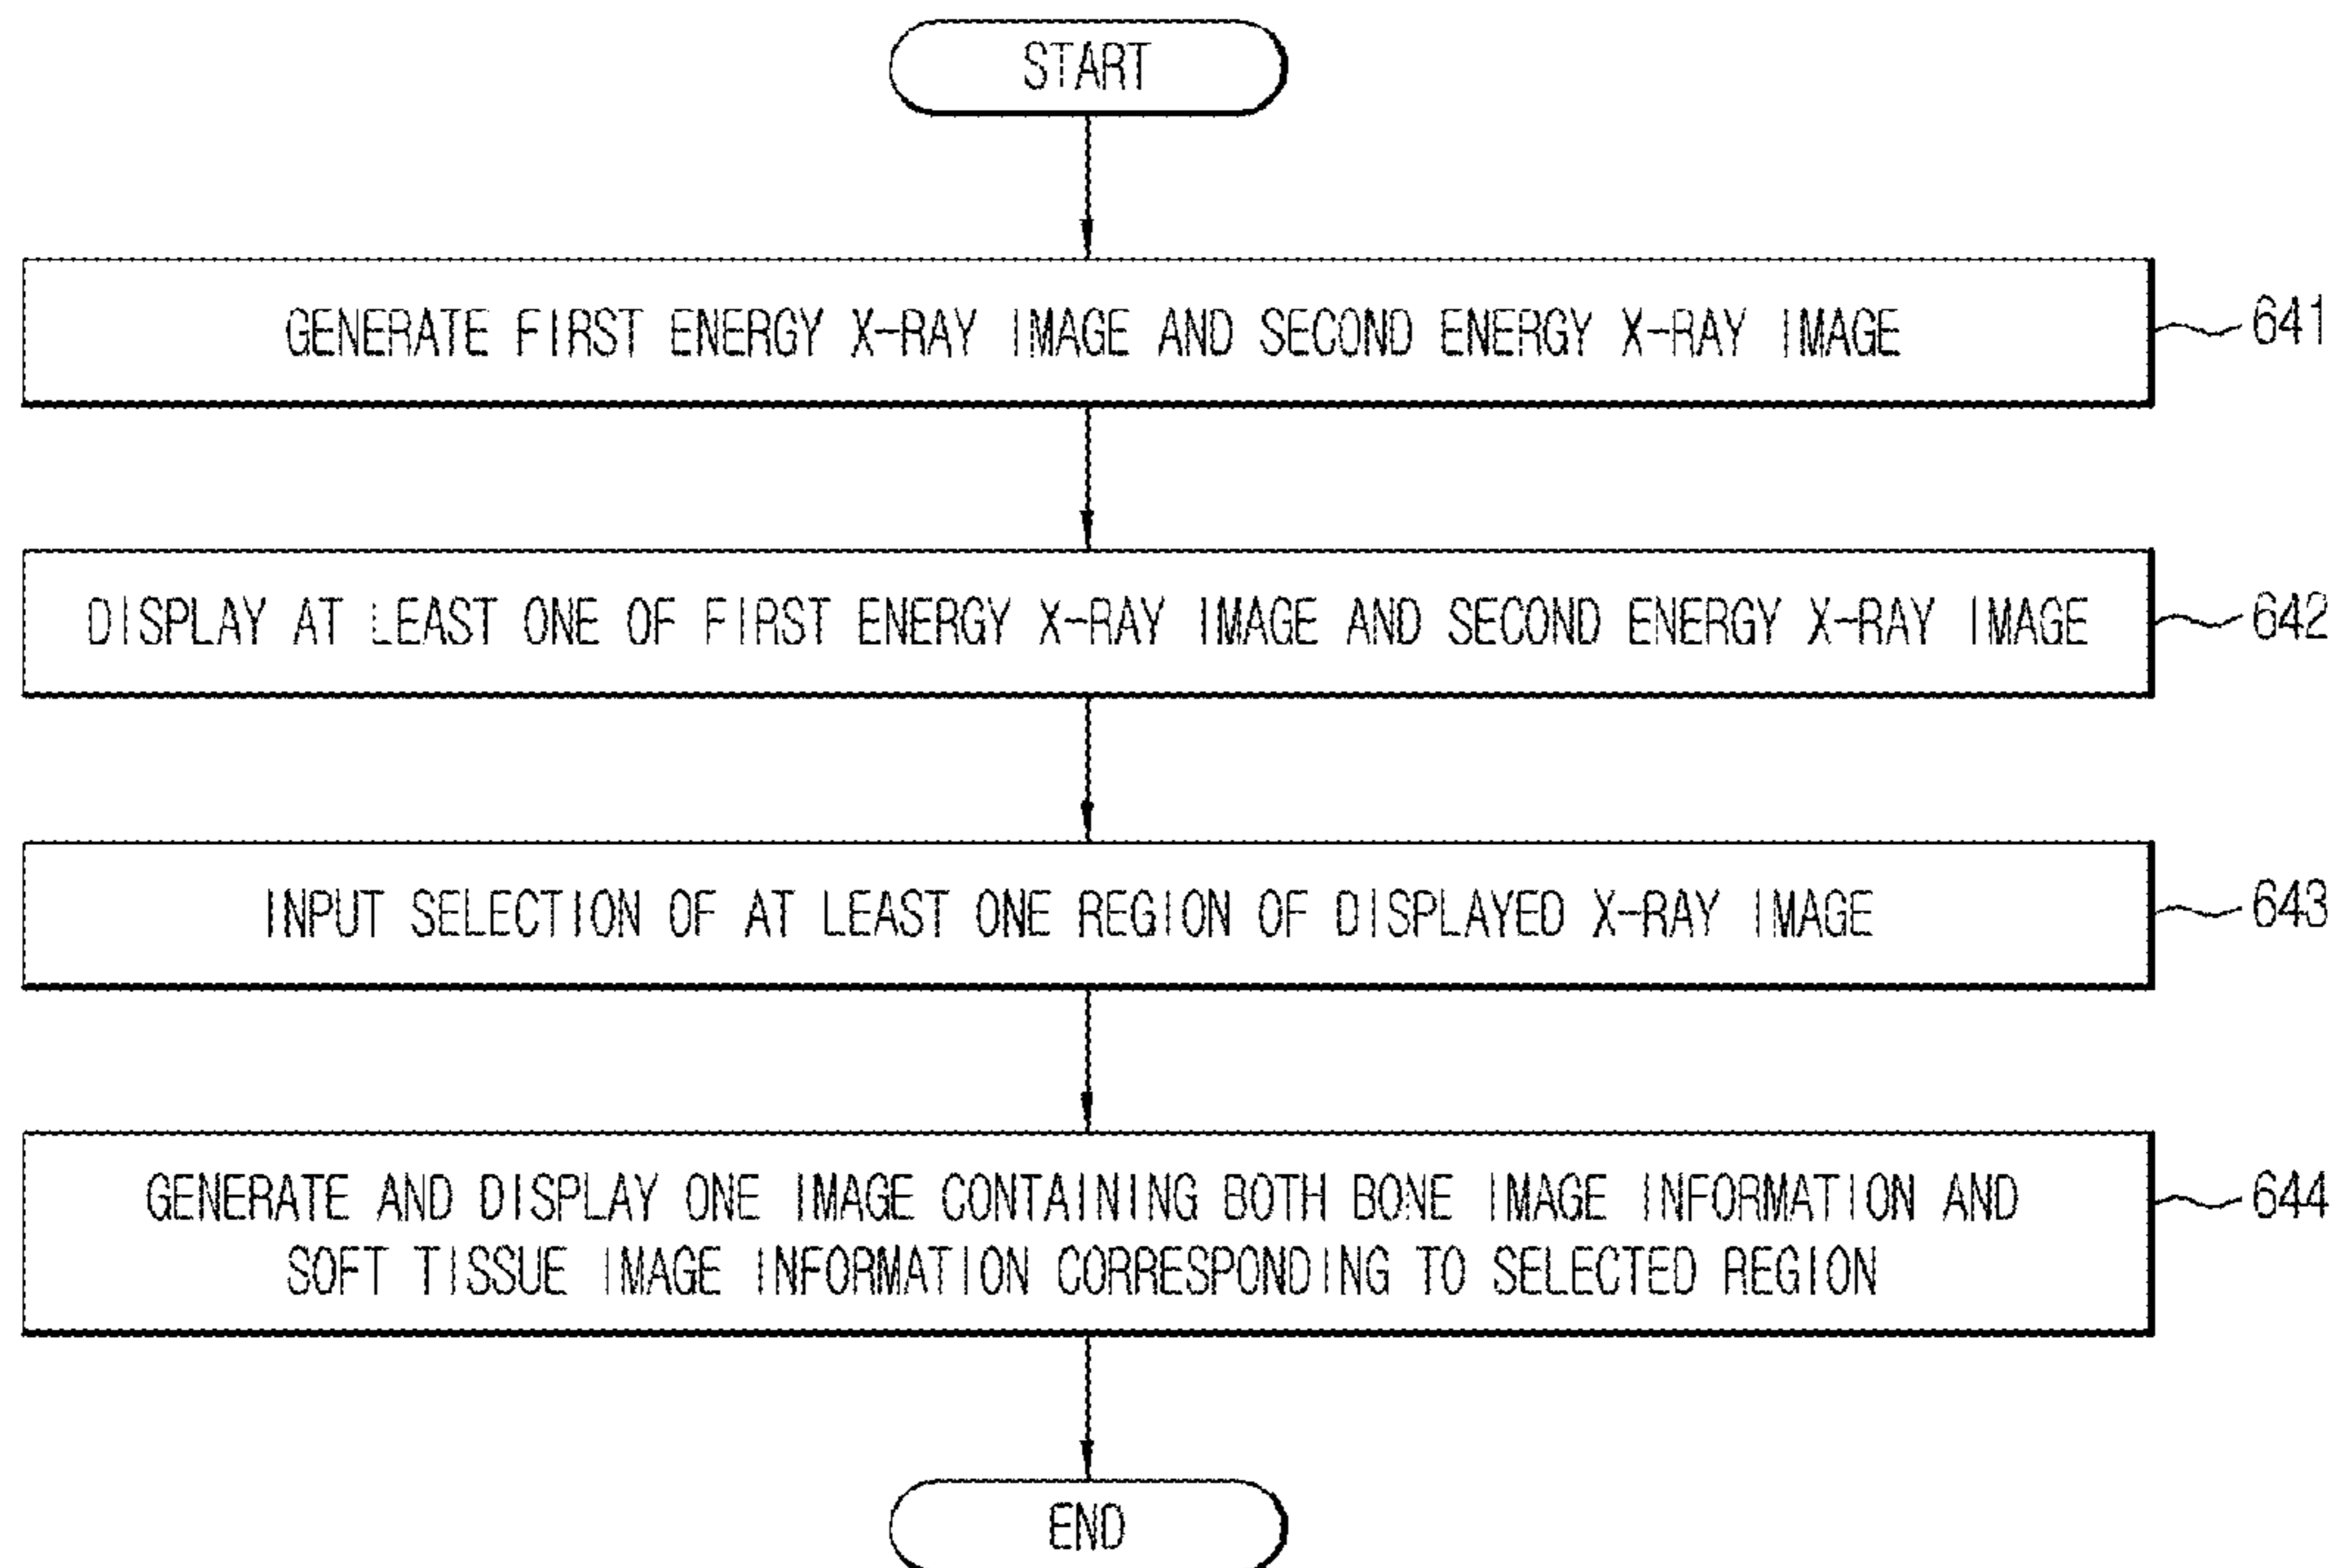 START
GENERATE FIRST ENERGY X-RAY IMAGE AND SECOND ENERGY X-RAY IMAGE
641
DISPLAY AT LEAST ONE OF FIRST ENERGY X-RAY IMAGE AND SECOND ENERGY X-RAY IMAGE
642
INPUT SELECTION OF AT LEAST ONE REGION OF DISPLAYED X-RAY IMAGE
643
GENERATE AND DISPLAY ONE IMAGE CONTAINING BOTH BONE IMAGE INFORMATION AND
SOFT TISSUE IMAGE INFORMATION CORRESPONDING TO SELECTED REGION
644
END